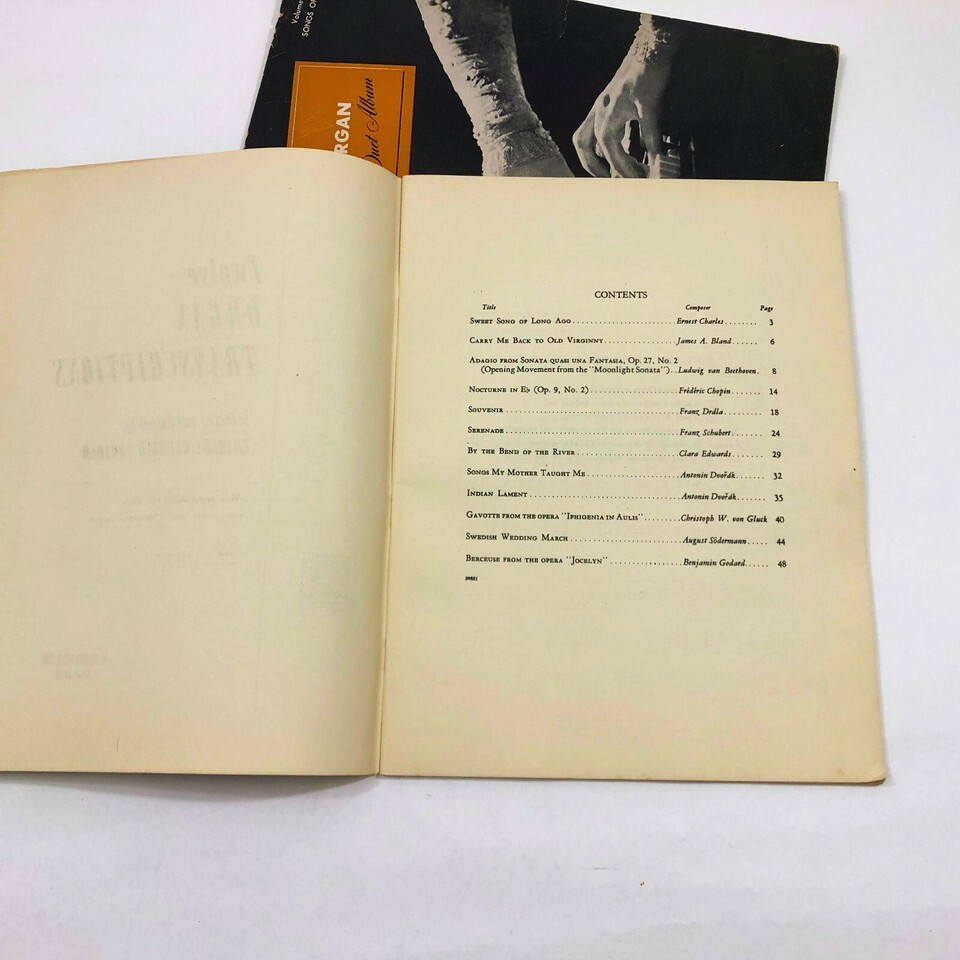 Volume
SONGS O
RGAN
Duet Album
Twelve
ORGAN
TRANSCRIPTIONS
CONTENTS
Title Composer Page
Sweet Song of Long Ago.........................Ernest Charles........ 3
Carry Me Back to Old Virginny.................James A. Bland...... 6
Adagio from Sonata quasi una Fantasia, Op. 27, No. 2
(Opening Movement from the "Moonlight Sonata")..Ludwig van Beethoven. 8
Nocturne in E♭ (Op. 9, No. 2)....................Frédéric Chopin...... 14
Souvenir.........................................Franz Drdla......... 18
Serenade.........................................Franz Schubert....... 24
By the Bend of the River........................Clara Edwards....... 29
Songs My Mother Taught Me.....................Antonin Dvořák...... 32
Indian Lament..................................Antonin Dvořák....... 35
Gavotte from the opera "Iphigenia in Aulis".........Christoph W. von Gluck 40
Swedish Wedding March.........................August Södermann..... 44
Berceuse from the opera "Jocelyn"................Benjamin Godard...... 48